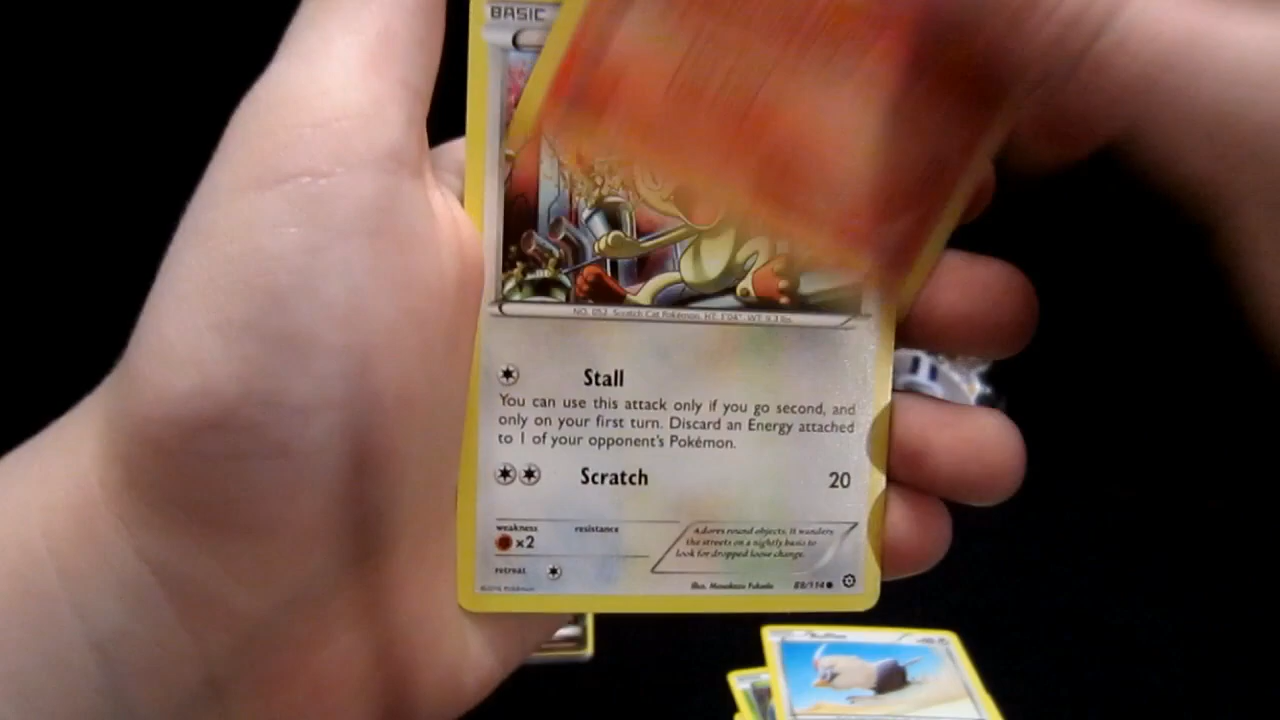 BASIC
NO. 052 Scratch Cat Pokémon HT: 1'04" WT: 9.3 lbs.
Stall
You can use this attack only if you go second, and
only on your first turn. Discard an Energy attached
to 1 of your opponent's Pokémon.
Scratch 20
weakness resistance
×2
Adores round objects. It wanders
the streets on a nightly basis to
look for dropped loose change.
retreat
©2016 Pokémon
Illus. Masakazu Fukuda 89/114